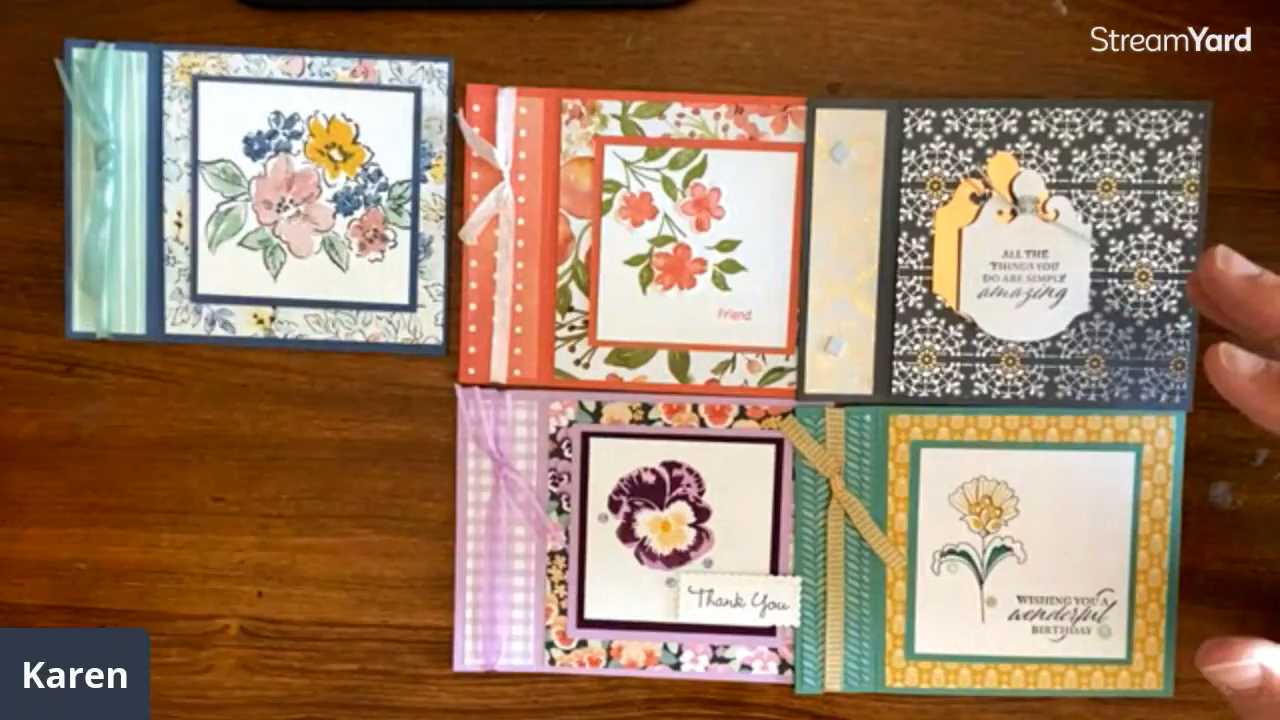 StreamYard
Friend
ALL THE
THINGS YOU
DO ARE SIMPLY
amazing
Thank You
WISHING YOU A
wonderful
BIRTHDAY
Karen